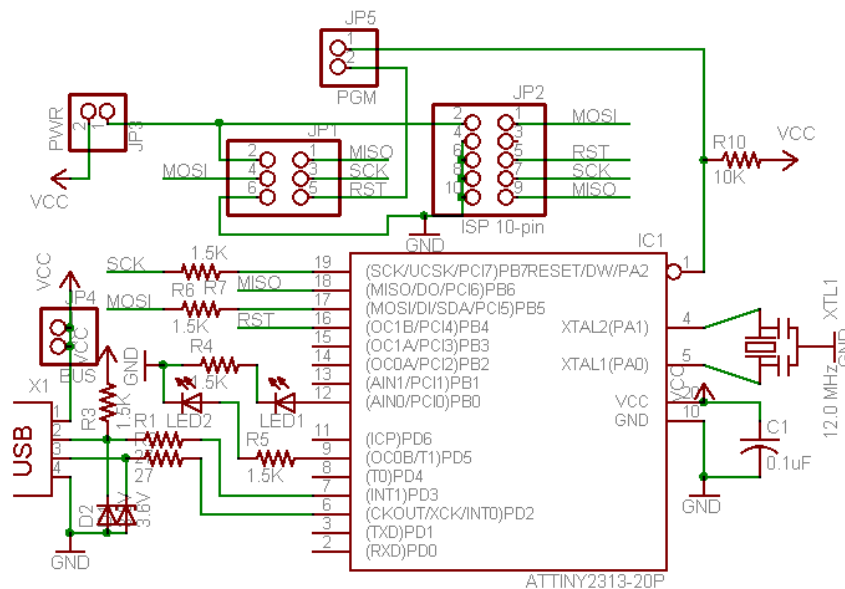 JP5
1
2
PGM
PWR
2
1
JP3
VCC
JP1
2
1
MISO
MOSI
4
3
SCK
6
5
RST
JP2
2
1
MOSI
4
3
6
5
RST
8
7
SCK
10
9
MISO
ISP 10-pin
GND
R10
10K
VCC
IC1
SCK
1.5K
R6
R7
MISO
MOSI
1.5K
RST
19
(SCK/UCSK/PCI7)PB7
RESET/DW/PA2
1
18
(MISO/DO/PCI6)PB6
17
(MOSI/DI/SDA/PCI5)PB5
16
(OC1B/PCI4)PB4
XTAL2(PA1)
4
15
(OC1A/PCI3)PB3
14
(OC0A/PCI2)PB2
XTAL1(PA0)
5
13
(AIN1/PCI1)PB1
12
(AIN0/PCI0)PB0
VCC
20
GND
10
11
(ICP)PD6
9
(OC0B/T1)PD5
8
(T0)PD4
7
(INT1)PD3
6
(CKOUT/XCK/INT0)PD2
3
(TXD)PD1
2
(RXD)PD0
ATTINY2313-20P
XTL1
12.0 MHz
GND
VCC
C1
0.1uF
GND
VCC
JP4
VCC
BUS
GND
R4
1.5K
LED2
LED1
R5
1.5K
X1
USB
1
2
3
4
R3
1.5K
R1
27
D2
3.6V
GND